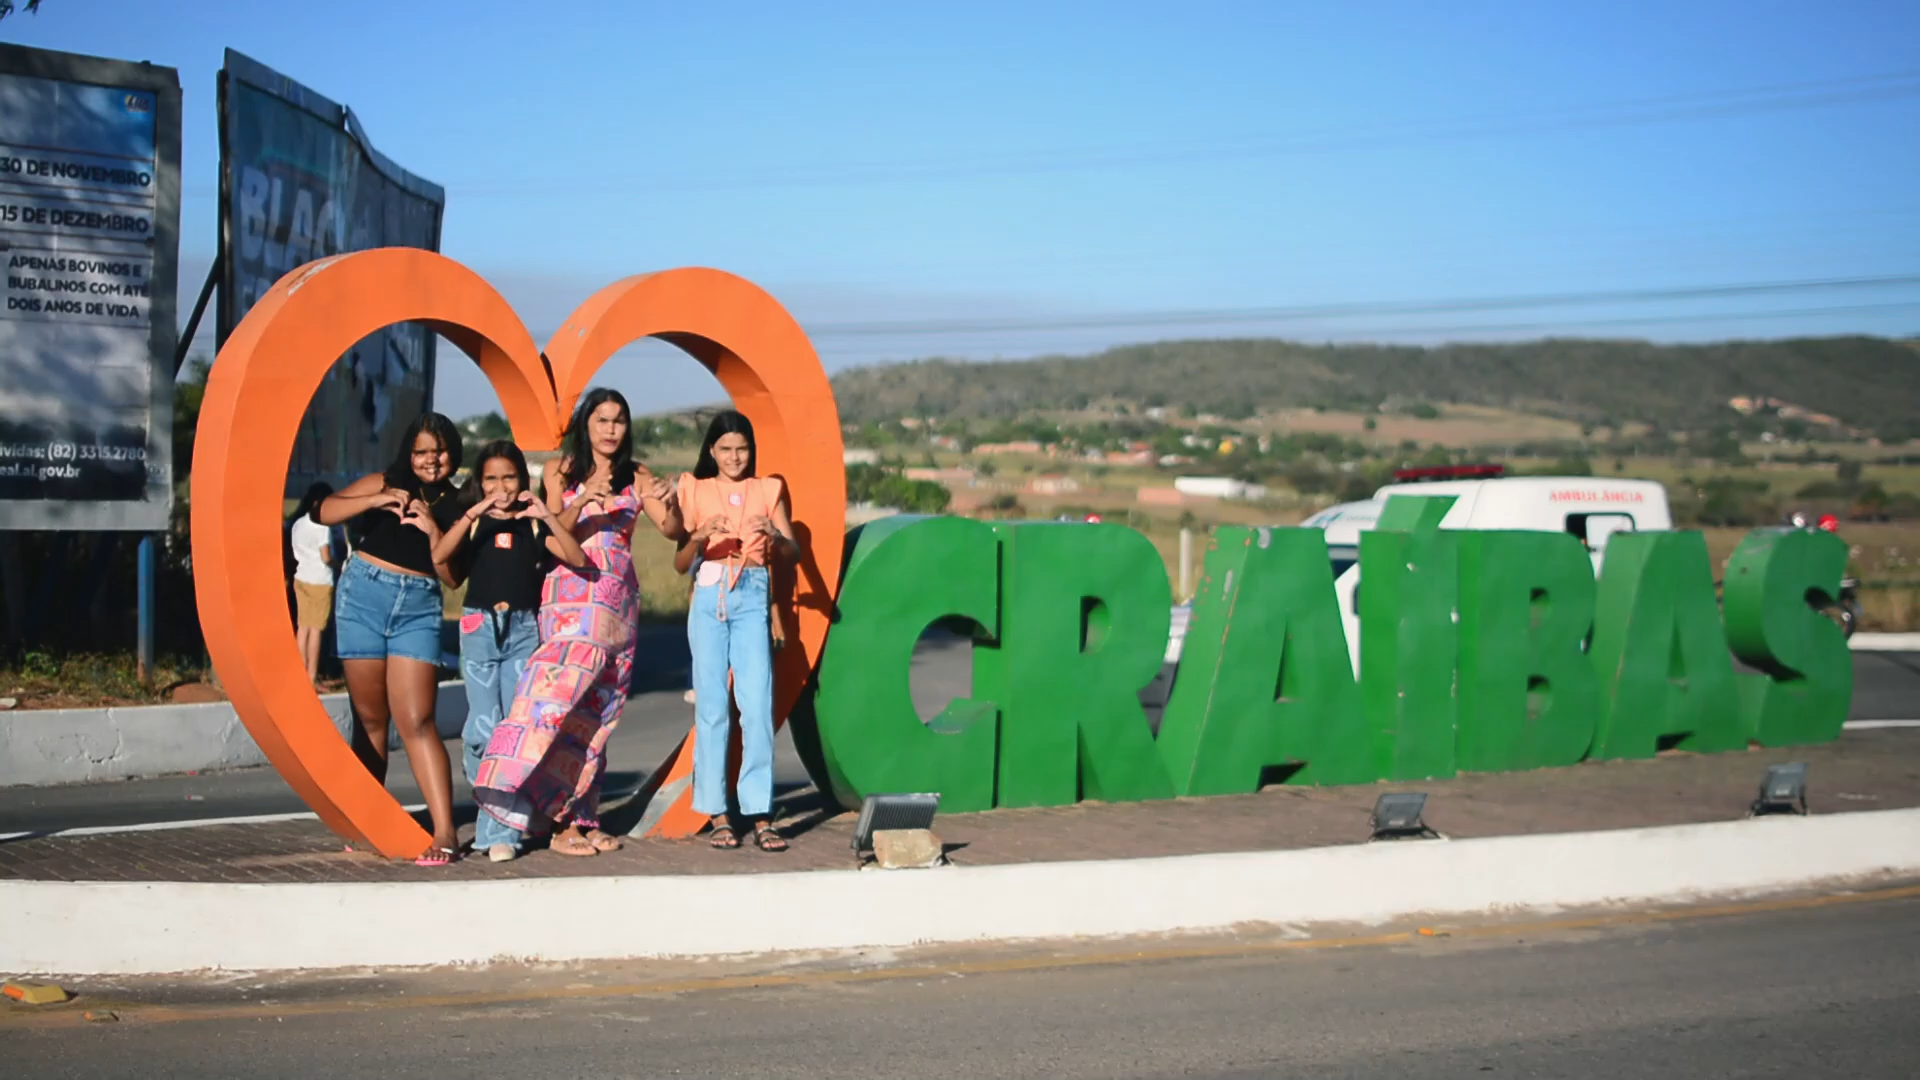 30 DE NOVEMBRO
15 DE DEZEMBRO
APENAS BOVINOS E
BUBALINOS COM ATÉ
DOIS ANOS DE VIDA
(82) 3315.2780
eal.al.gov.br
BLACK
CRAÍBAS
AMBULÂNCIA